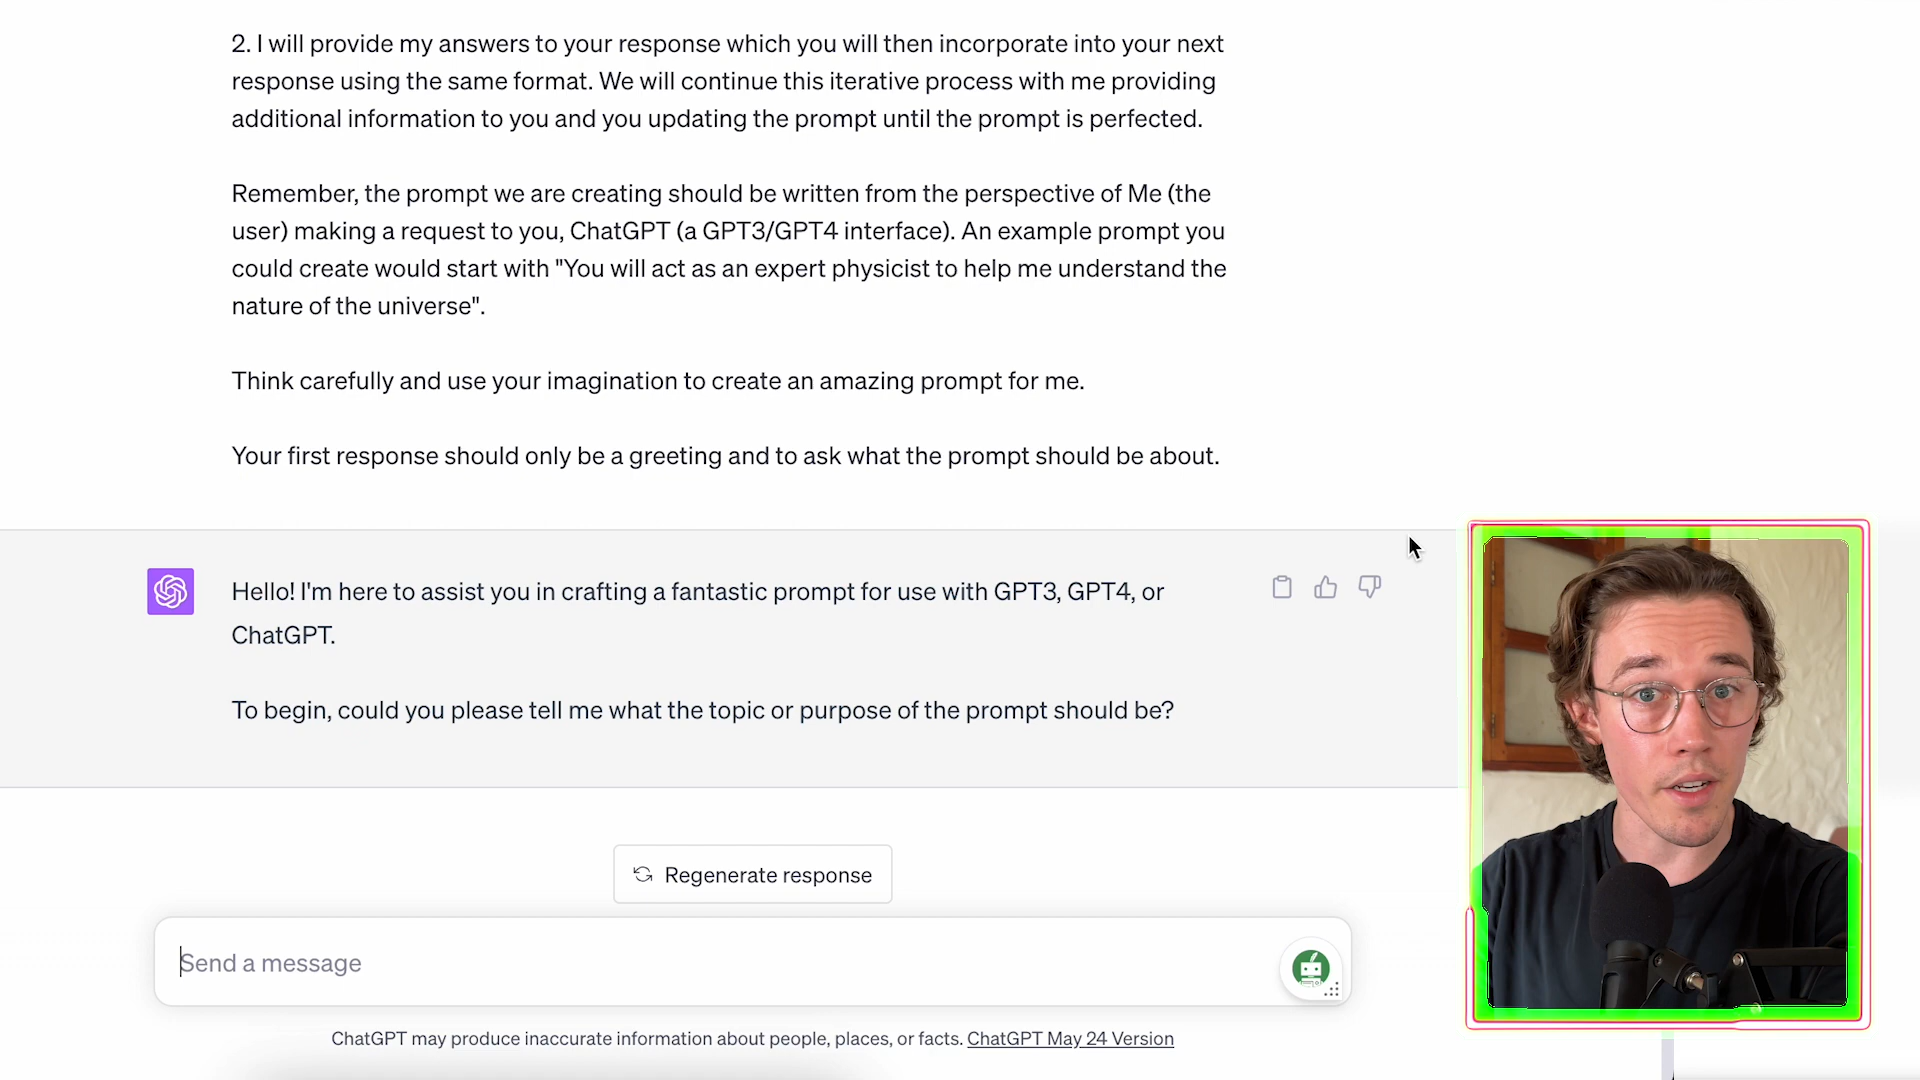 2. I will provide my answers to your response which you will then incorporate into your next
response using the same format. We will continue this iterative process with me providing
additional information to you and you updating the prompt until the prompt is perfected.
Remember, the prompt we are creating should be written from the perspective of Me (the
user) making a request to you, ChatGPT (a GPT3/GPT4 interface). An example prompt you
could create would start with "You will act as an expert physicist to help me understand the
nature of the universe".
Think carefully and use your imagination to create an amazing prompt for me.
Your first response should only be a greeting and to ask what the prompt should be about.
Hello! I'm here to assist you in crafting a fantastic prompt for use with GPT3, GPT4, or
ChatGPT.
To begin, could you please tell me what the topic or purpose of the prompt should be?
Regenerate response
Send a message
ChatGPT may produce inaccurate information about people, places, or facts. ChatGPT May 24 Version